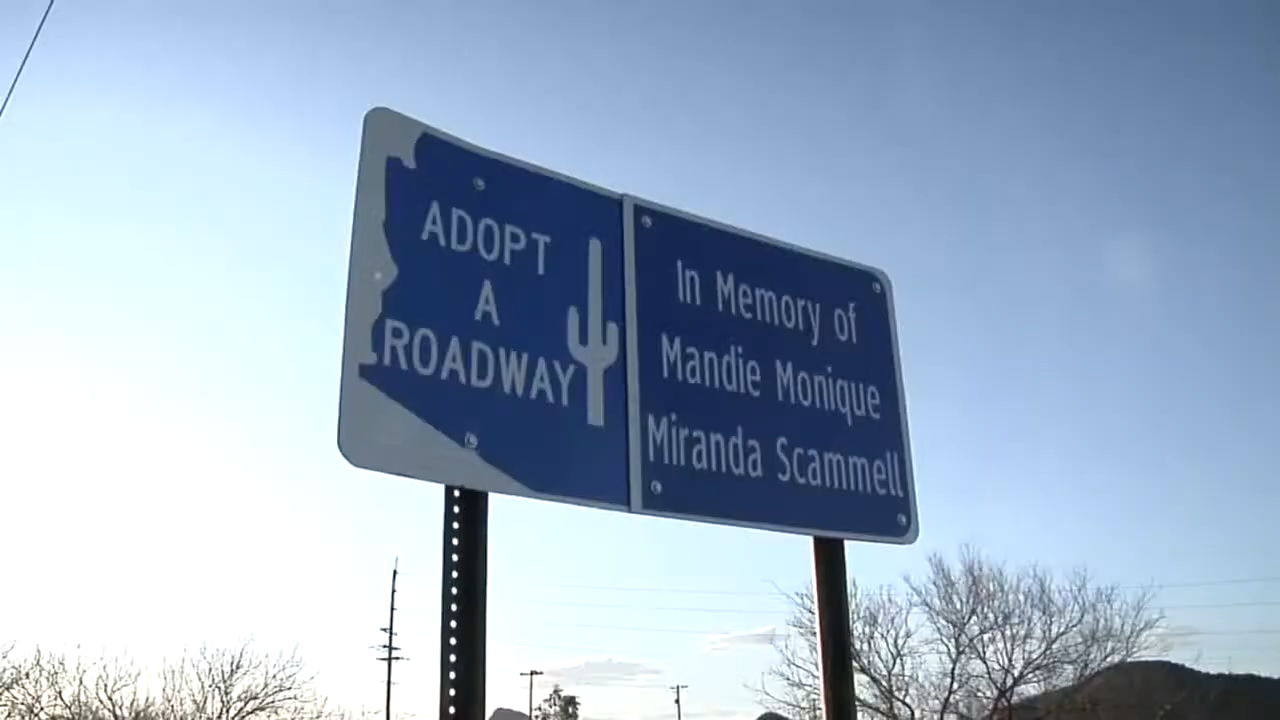 ADOPT
A
ROADWAY
In Memory of
Mandie Monique
Miranda Scammell